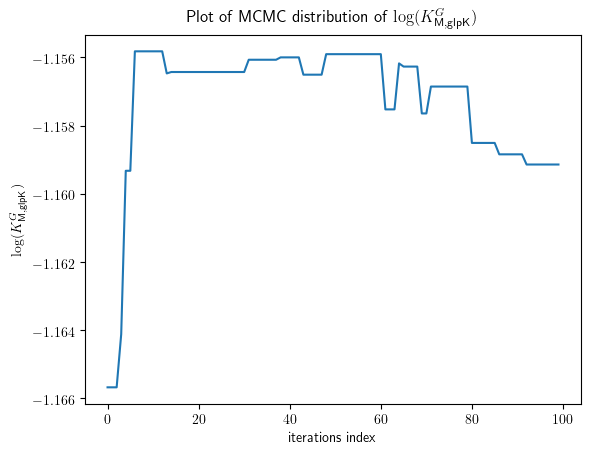 Plot of MCMC distribution of log(K^G_M,glpK)
−1.156
−1.158
−1.160
−1.162
−1.164
−1.166
log(K^G_M,glpK)
0 20 40 60 80 100
iterations index